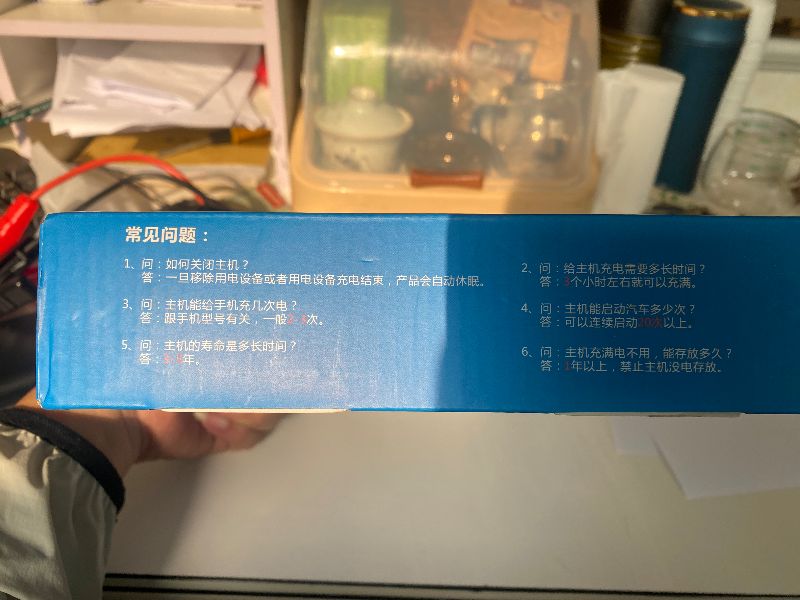 常见问题：
1、问：如何关闭主机？
答：一旦移除用电设备或者用电设备充电结束，产品会自动休眠。
2、问：给主机充电需要多长时间？
答：3个小时左右就可以充满。
3、问：主机能给手机充几次电？
答：跟手机型号有关，一般2-3次。
4、问：主机能启动汽车多少次？
答：可以连续启动20次以上。
5、问：主机的寿命是多长时间？
答：年。
6、问：主机充满电不用，能存放多久？
答：1年以上，禁止主机没电存放。